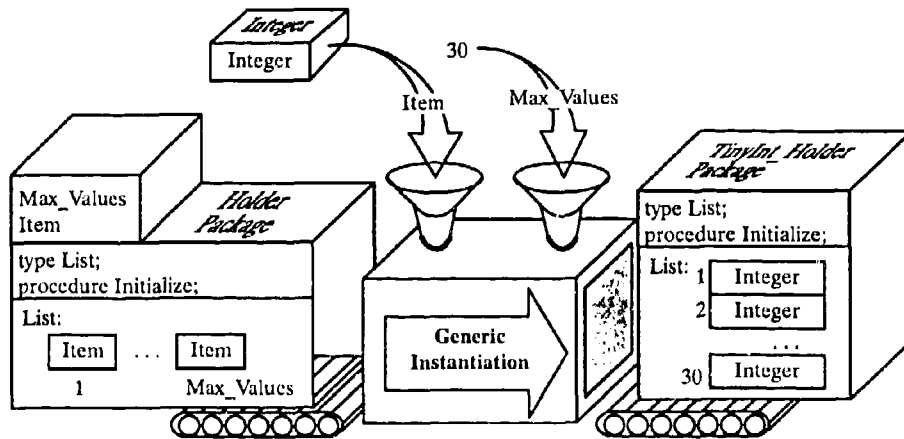 Integer
Integer
30
Item
Max_Values
Max_Values
Item
Holder
Package
type List;
procedure Initialize;
List:
Item ... Item
1 Max_Values
Generic
Instantiation
TinyInt_Holder
Package
type List;
procedure Initialize;
List:
1 Integer
2 Integer
...
30 Integer